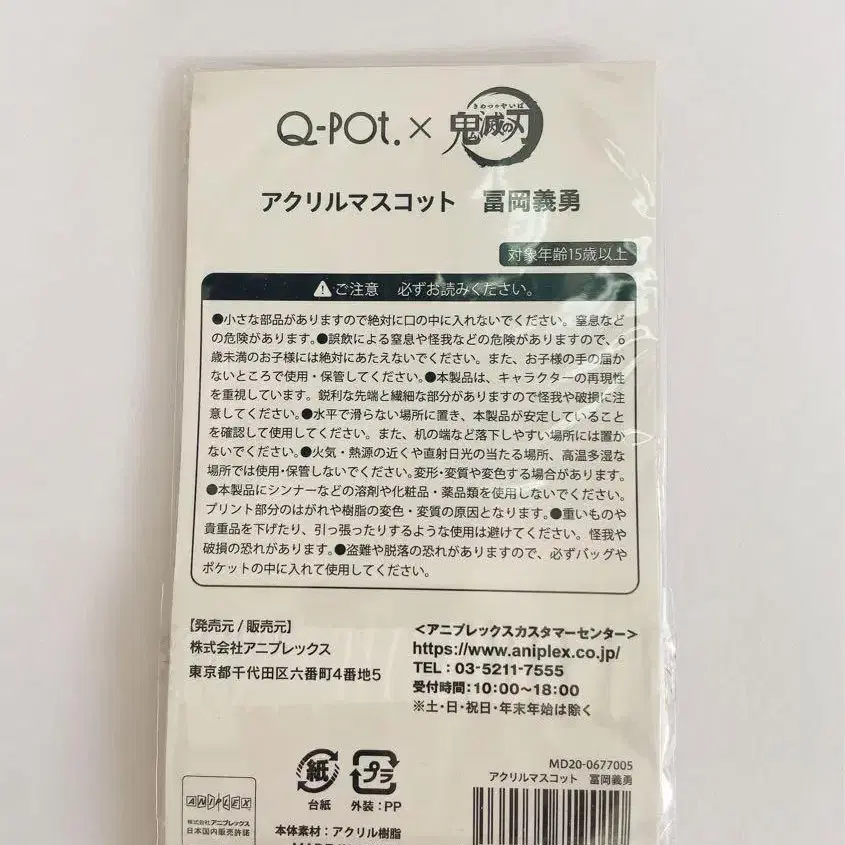 Q-POt. × 鬼滅の刃
きめつのやいば
アクリルマスコット 冨岡義勇
対象年齢15歳以上
ご注意 必ずお読みください。
●小さな部品がありますので絶対に口の中に入れないでください。窒息など
の危険があります。●誤飲による窒息や怪我などの危険がありますので、6
歳未満のお子様には絶対にあたえないでください。また、お子様の手の届か
ないところで使用・保管してください。●本製品は、キャラクターの再現性
を重視しています。鋭利な先端と繊細な部分がありますので怪我や破損に注
意してください。●水平で滑らない場所に置き、本製品が安定していること
を確認して使用してください。また、机の端など落下しやすい場所には置か
ないでください。●火気・熱源の近くや直射日光の当たる場所、高温多湿な
場所では使用・保管しないでください。変形・変質や変色する場合があります。
●本製品にシンナーなどの溶剤や化粧品・薬品類を使用しないでください。
プリント部分のはがれや樹脂の変色・変質の原因となります。●重いものや
貴重品を下げたり、引っ張ったりするような使用は避けてください。怪我や
破損の恐れがあります。●盗難や脱落の恐れがありますので、必ずバッグや
ポケットの中に入れて使用してください。
【発売元 / 販売元】
株式会社アニプレックス
東京都千代田区六番町4番地5
<アニプレックスカスタマーセンター>
https://www.aniplex.co.jp/
TEL : 03-5211-7555
受付時間:10:00~18:00
※土・日・祝日・年末年始は除く
紙
台紙
プラ
外装:PP
MD20-0677005
アクリルマスコット 冨岡義勇
ANIPLEX
株式会社アニプレックス
日本国内販売許諾
本体素材:アクリル樹脂